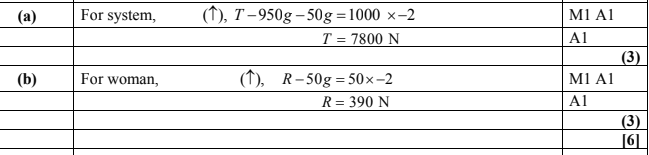 (a) For system, (↑), T – 950g – 50g = 1000 × –2 M1 A1
T = 7800 N A1
(3)
(b) For woman, (↑), R – 50g = 50 × –2 M1 A1
R = 390 N A1
(3)
[6]